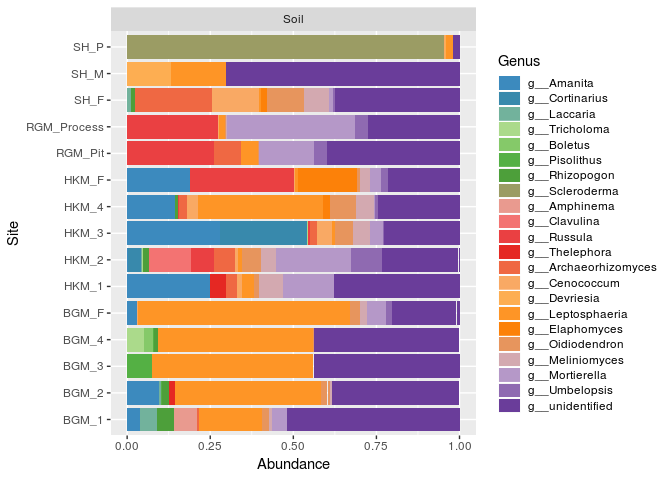 Soil
SH_P
SH_M
SH_F
RGM_Process
RGM_Pit
HKM_F
HKM_4
HKM_3
HKM_2
HKM_1
BGM_F
BGM_4
BGM_3
BGM_2
BGM_1
Site
0.00 0.25 0.50 0.75 1.00
Abundance
Genus
g__Amanita
g__Cortinarius
g__Laccaria
g__Tricholoma
g__Boletus
g__Pisolithus
g__Rhizopogon
g__Scleroderma
g__Amphinema
g__Clavulina
g__Russula
g__Thelephora
g__Archaeorhizomyces
g__Cenococcum
g__Devriesia
g__Leptosphaeria
g__Elaphomyces
g__Oidiodendron
g__Meliniomyces
g__Mortierella
g__Umbelopsis
g__unidentified